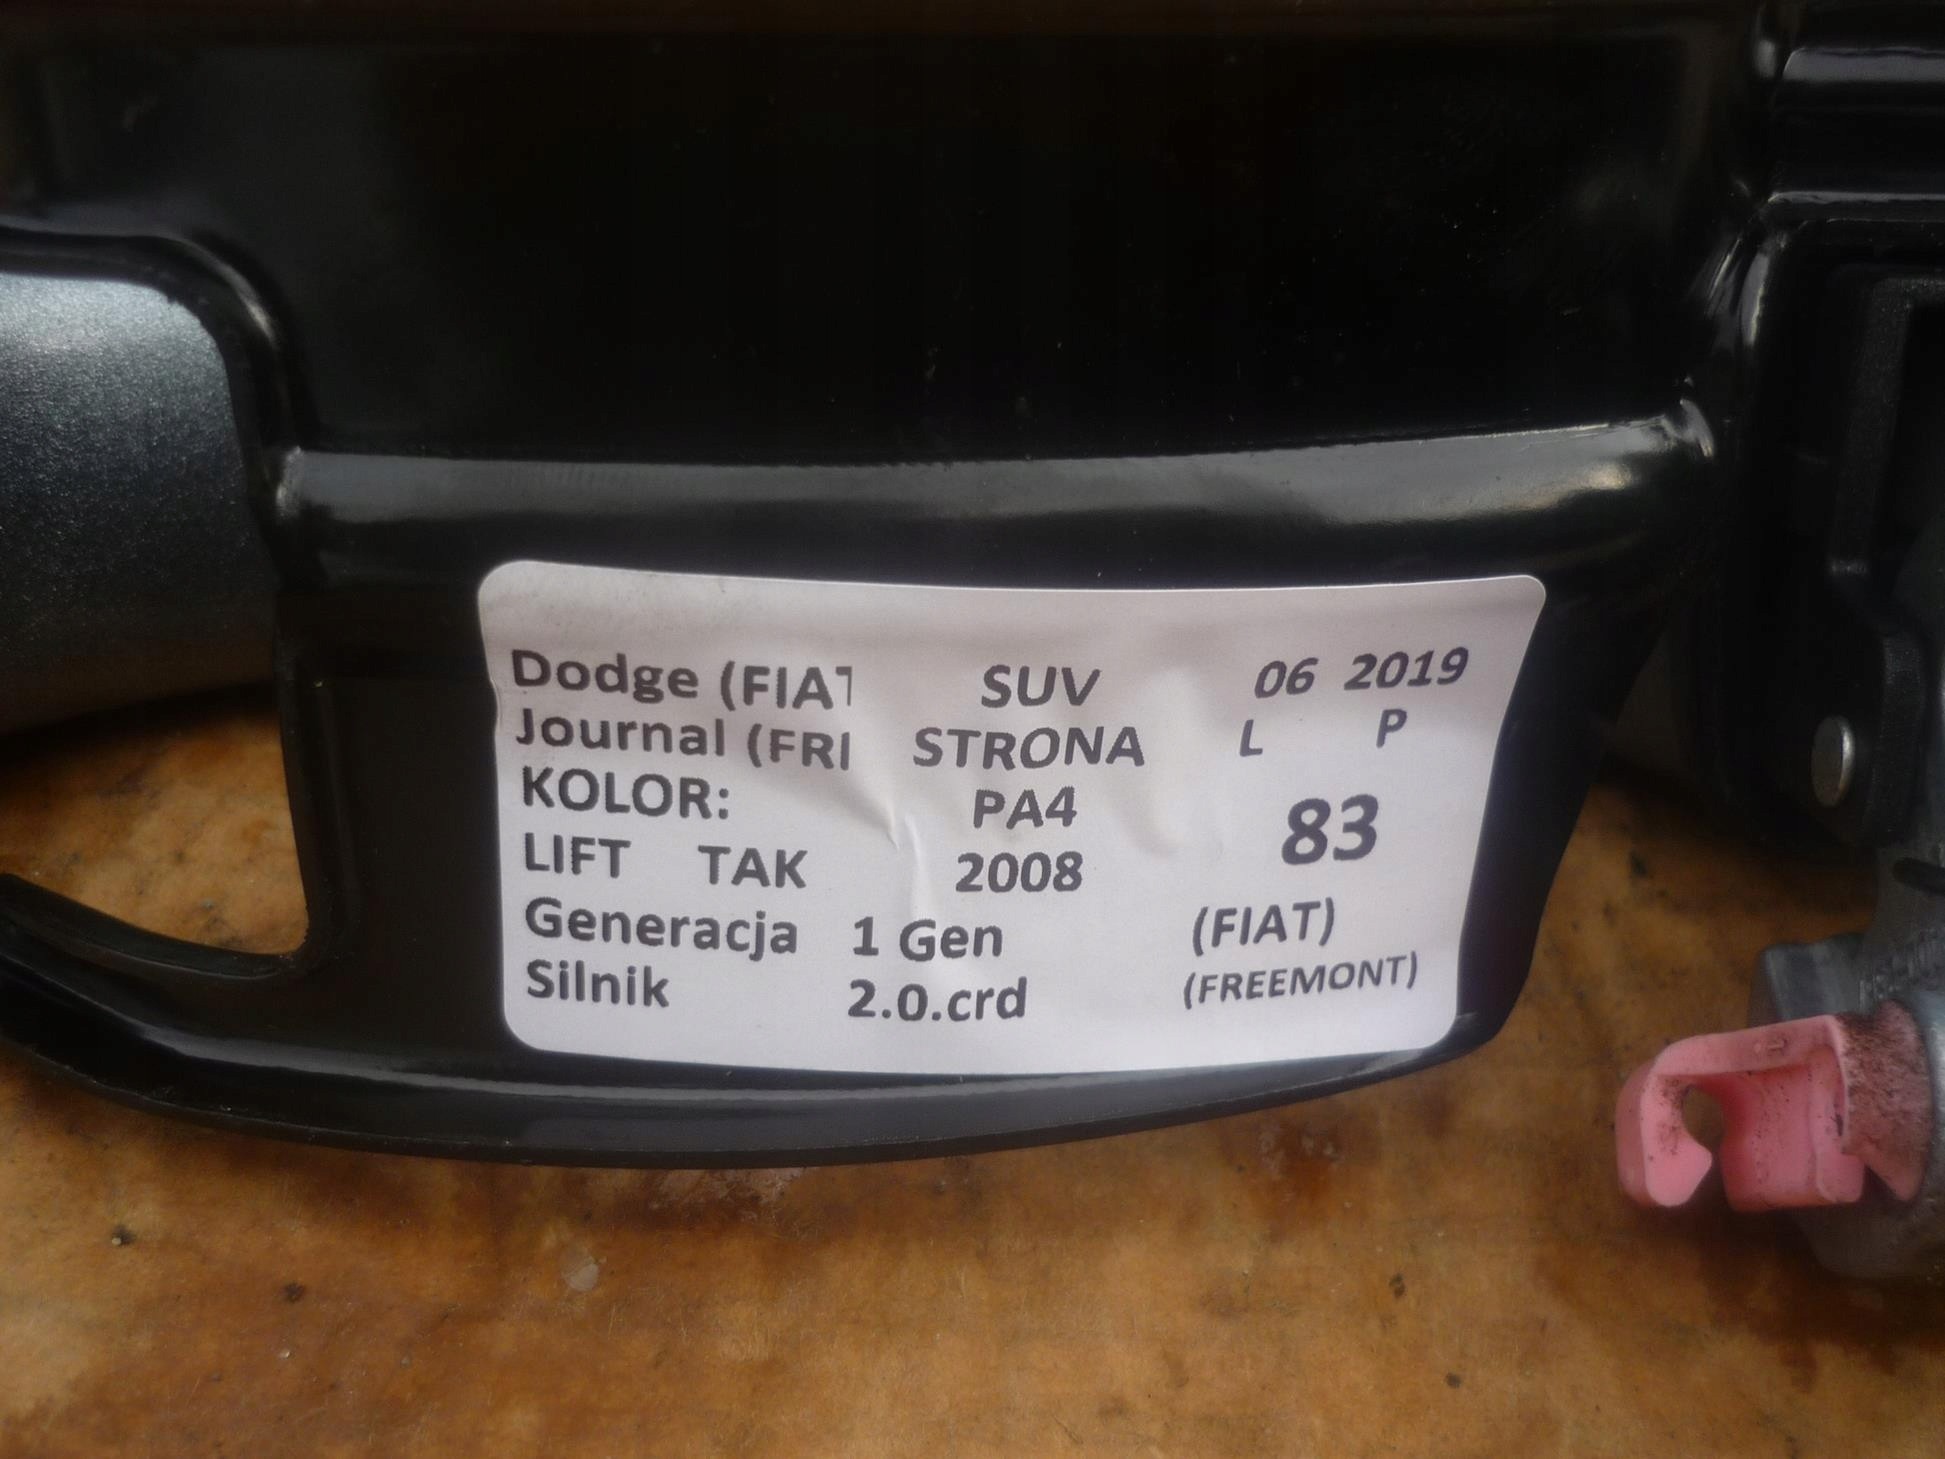 Dodge (FIAT SUV 06 2019
Journal (FRI STRONA L P
KOLOR: PA4 83
LIFT TAK 2008
Generacja 1 Gen (FIAT)
Silnik 2.0.crd (FREEMONT)